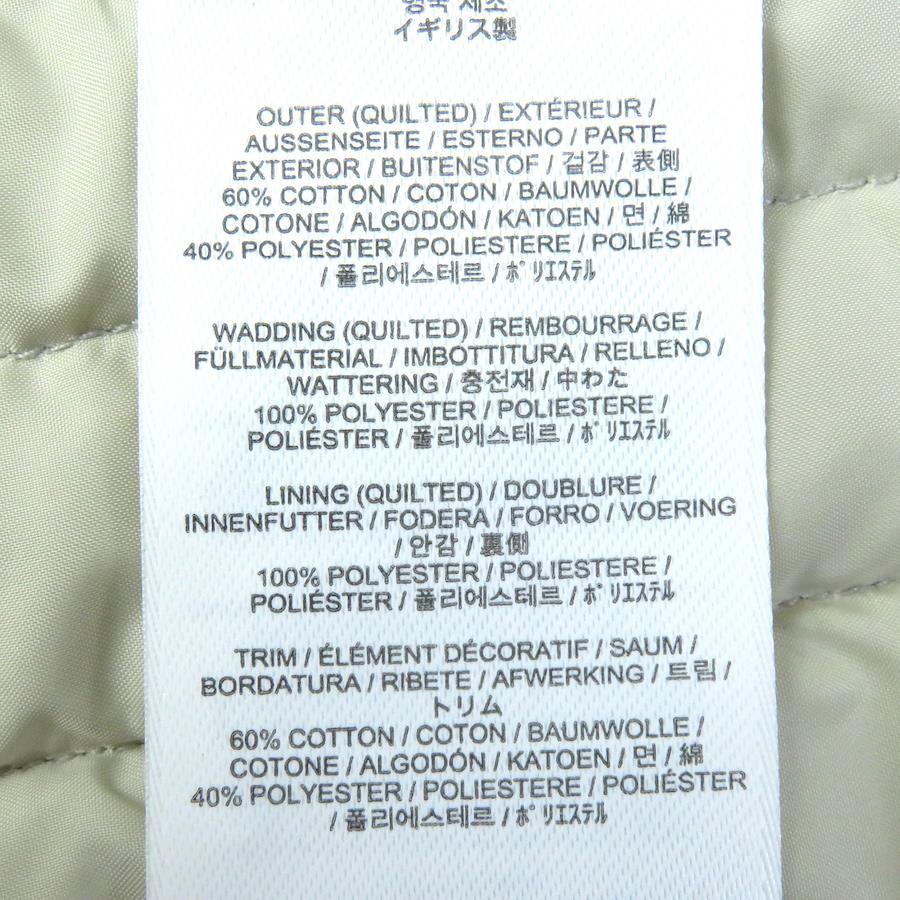 영국 제조
イギリス製
OUTER (QUILTED) / EXTÉRIEUR /
AUSSENSEITE / ESTERNO / PARTE
EXTERIOR / BUITENSTOF / 겉감 / 表側
60% COTTON / COTON / BAUMWOLLE /
COTONE / ALGODÓN / KATOEN / 면 / 綿
40% POLYESTER / POLIESTERE / POLIÉSTER
/ 폴리에스테르 / ﾎﾟﾘｴｽﾃﾙ
WADDING (QUILTED) / REMBOURRAGE /
FÜLLMATERIAL / IMBOTTITURA / RELLENO /
WATTERING / 충전재 / 中わた
100% POLYESTER / POLIESTERE /
POLIÉSTER / 폴리에스테르 / ﾎﾟﾘｴｽﾃﾙ
LINING (QUILTED) / DOUBLURE /
INNENFUTTER / FODERA / FORRO / VOERING
/ 안감 / 裏側
100% POLYESTER / POLIESTERE /
POLIÉSTER / 폴리에스테르 / ﾎﾟﾘｴｽﾃﾙ
TRIM / ÉLÉMENT DÉCORATIF / SAUM /
BORDATURA / RIBETE / AFWERKING / 트림 /
トリム
60% COTTON / COTON / BAUMWOLLE /
COTONE / ALGODÓN / KATOEN / 면 / 綿
40% POLYESTER / POLIESTERE / POLIÉSTER
/ 폴리에스테르 / ﾎﾟﾘｴｽﾃﾙ